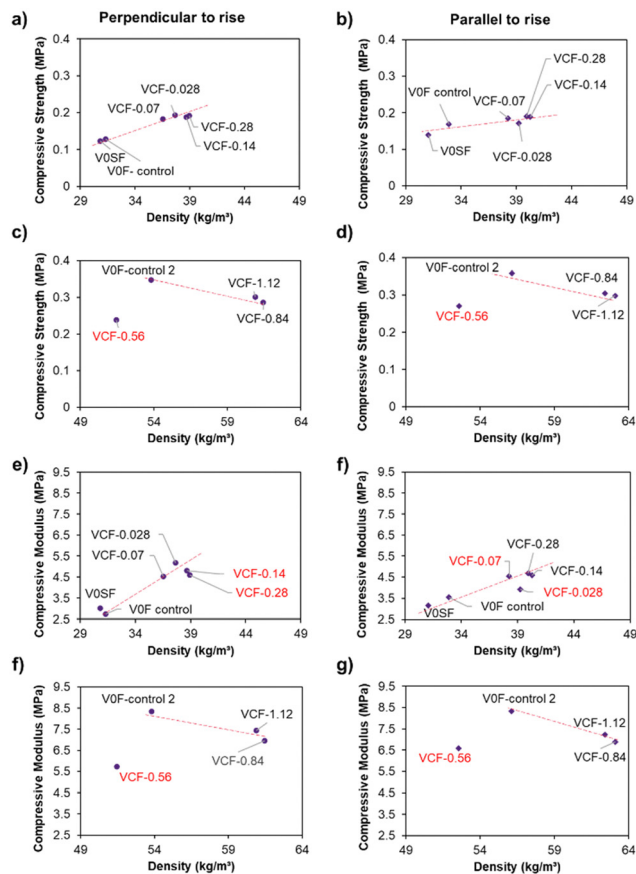 Perpendicular to rise
Parallel to rise
a)
Compressive Strength (MPa)
0.4
0.3
0.2
0.1
0
VCF-0.028
VCF-0.07
VCF-0.28
VCF-0.14
V0SF
V0F- control
29
34
39
44
49
Density (kg/m³)
b)
Compressive Strength (MPa)
0.4
0.3
0.2
0.1
0
VCF-0.28
VCF-0.14
V0F control
VCF-0.07
V0SF
VCF-0.028
29
34
39
44
49
Density (kg/m³)
c)
Compressive Strength (MPa)
0.4
0.3
0.2
0.1
0
V0F-control 2
VCF-1.12
VCF-0.84
VCF-0.56
49
54
59
64
Density (kg/m³)
d)
Compressive Strength (MPa)
0.4
0.3
0.2
0.1
0
V0F-control 2
VCF-0.84
VCF-0.56
VCF-1.12
49
54
59
64
Density (kg/m³)
e)
Compressive Modulus (MPa)
9.5
8.5
7.5
6.5
5.5
4.5
3.5
2.5
VCF-0.028
VCF-0.07
VCF-0.14
VCF-0.28
V0SF
V0F control
29
34
39
44
49
Density (kg/m³)
f)
Compressive Modulus (MPa)
9.5
8.5
7.5
6.5
5.5
4.5
3.5
2.5
VCF-0.07
VCF-0.28
VCF-0.14
VCF-0.028
V0F control
V0SF
29
34
39
44
49
Density (kg/m³)
f)
Compressive Modulus (MPa)
9.5
8.5
7.5
6.5
5.5
4.5
3.5
2.5
V0F-control 2
VCF-1.12
VCF-0.84
VCF-0.56
49
54
59
64
Density (kg/m³)
g)
Compressive Modulus (MPa)
9.5
8.5
7.5
6.5
5.5
4.5
3.5
2.5
V0F-control 2
VCF-1.12
VCF-0.84
VCF-0.56
49
54
59
64
Density (kg/m³)